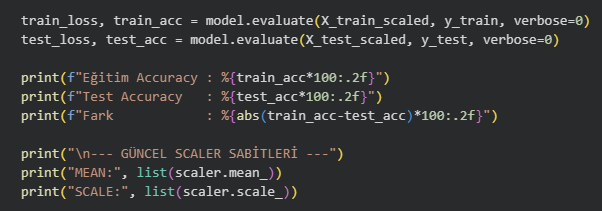 train_loss, train_acc = model.evaluate(X_train_scaled, y_train, verbose=0)
test_loss, test_acc = model.evaluate(X_test_scaled, y_test, verbose=0)
print(f"Eğitim Accuracy : %{train_acc*100:.2f}")
print(f"Test Accuracy   : %{test_acc*100:.2f}")
print(f"Fark            : %{abs(train_acc-test_acc)*100:.2f}")
print("\n--- GÜNCEL SCALER SABİTLERİ ---")
print("MEAN:", list(scaler.mean_))
print("SCALE:", list(scaler.scale_))